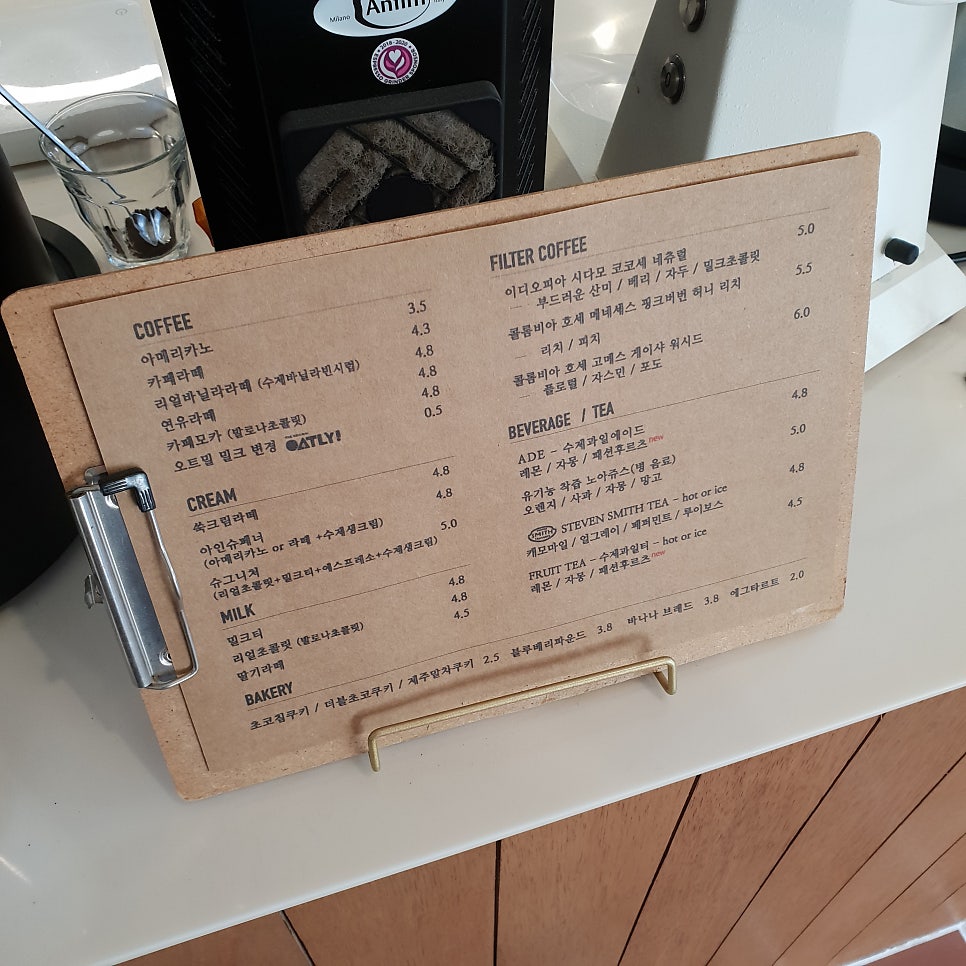 Milano
Anfim
Italy
2019 - 2020
COFFEE
아메리카노 3.5
카페라떼 4.3
리얼바닐라라떼 (수제바닐라빈시럽) 4.8
연유라떼 4.8
카페모카 (발로나초콜릿) 4.8
오트밀 밀크 변경 OATLY! 0.5
CREAM
쑥크림라떼 4.8
아인슈페너 4.8
(아메리카노 or 라떼 +수제생크림)
슈그니처 5.0
(리얼초콜릿+밀크티+에스프레소+수제생크림)
MILK
밀크티 4.8
리얼초콜릿 (발로나초콜릿) 4.8
딸기라떼 4.5
BAKERY
초코칩쿠키 / 더블초코쿠키 / 제주말차쿠키 2.5 블루베리파운드 3.8 바나나 브레드 3.8 에그타르트 2.0
FILTER COFFEE
이디오피아 시다모 코코세 네츄럴 5.0
부드러운 산미 / 베리 / 자두 / 밀크초콜릿
콜롬비아 호세 메네세스 핑크버번 허니 리치 5.5
리치 / 피치
콜롬비아 호세 고메스 게이샤 워시드 6.0
플로럴 / 자스민 / 포도
BEVERAGE / TEA
ADE - 수제과일에이드 4.8
레몬 / 자몽 / 패션후르츠 new
유기농 착즙 노아쥬스(병 음료) 5.0
오렌지 / 사과 / 자몽 / 망고
SMITH STEVEN SMITH TEA - hot or ice 4.8
캐모마일 / 얼그레이 / 페퍼민트 / 루이보스
FRUIT TEA - 수제과일티 - hot or ice 4.5
레몬 / 자몽 / 패션후르츠 new